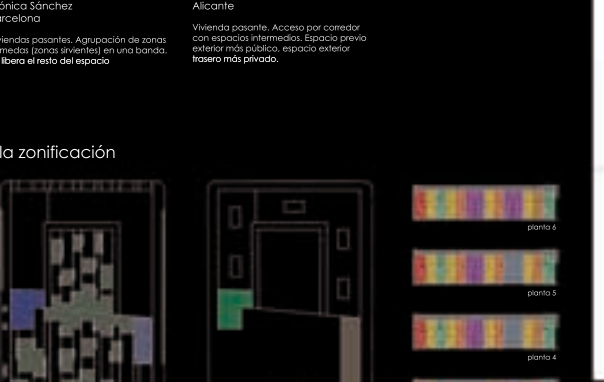 ónica Sánchez
arcelona
viendas pasantes. Agrupación de zonas
medas (zonas sirvientes) en una banda.
libera el resto del espacio
Alicante
Vivienda pasante. Acceso por corredor
con espacios intermedios. Espacio previo
exterior más público, espacio exterior
trasero más privado.
la zonificación
planta 6
planta 5
planta 4